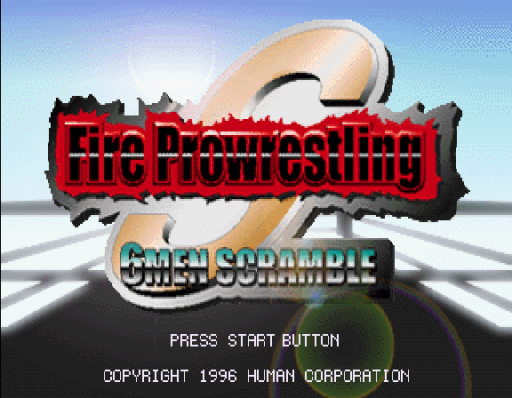 Fire Prowrestling
S
6MEN SCRAMBLE
PRESS START BUTTON
COPYRIGHT 1996 HUMAN CORPORATION